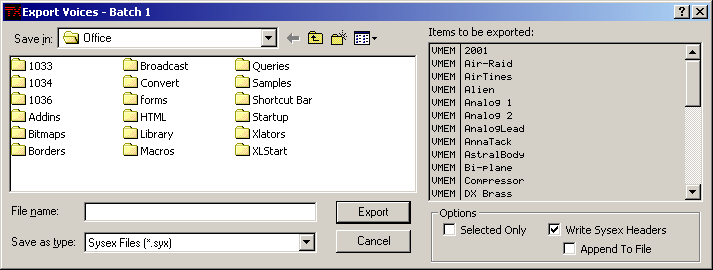 Export Voices - Batch 1
Save in: Office
1033 Broadcast Queries
1034 Convert Samples
1036 forms Shortcut Bar
Addins HTML Startup
Bitmaps Library Xlators
Borders Macros XLStart
File name: Export
Save as type: Sysex Files (*.syx) Cancel
Items to be exported:
VMEM 2001
VMEM Air-Raid
VMEM AirTines
VMEM Alien
VMEM Analog 1
VMEM Analog 2
VMEM AnalogLead
VMEM AnnaTack
VMEM AstralBody
VMEM Bi-plane
VMEM Compressor
VMEM DX Brass
Options
Selected Only Write Sysex Headers
Append To File